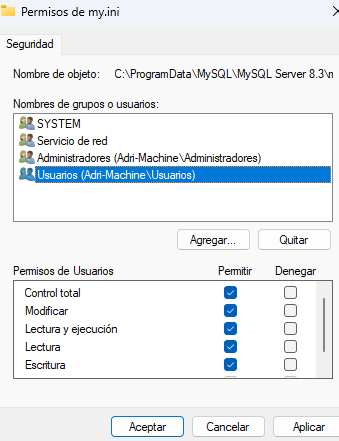 Permisos de my.ini
Seguridad
Nombre de objeto: C:\ProgramData\MySQL\MySQL Server 8.3\m
Nombres de grupos o usuarios:
SYSTEM
Servicio de red
Administradores (Adri-Machine\Administradores)
Usuarios (Adri-Machine\Usuarios)
Agregar... Quitar
Permisos de Usuarios Permitir Denegar
Control total
Modificar
Lectura y ejecución
Lectura
Escritura
Aceptar Cancelar Aplicar